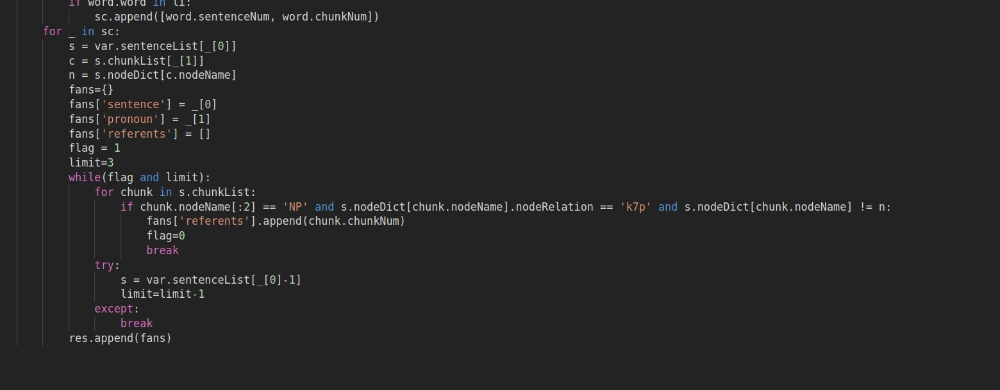 if word.word in li:
sc.append([word.sentenceNum, word.chunkNum])
for _ in sc:
s = var.sentenceList[_[0]]
c = s.chunkList[_[1]]
n = s.nodeDict[c.nodeName]
fans={}
fans['sentence'] = _[0]
fans['pronoun'] = _[1]
fans['referents'] = []
flag = 1
limit=3
while(flag and limit):
for chunk in s.chunkList:
if chunk.nodeName[:2] == 'NP' and s.nodeDict[chunk.nodeName].nodeRelation == 'k7p' and s.nodeDict[chunk.nodeName] != n:
fans['referents'].append(chunk.chunkNum)
flag=0
break
try:
s = var.sentenceList[_[0]-1]
limit=limit-1
except:
break
res.append(fans)